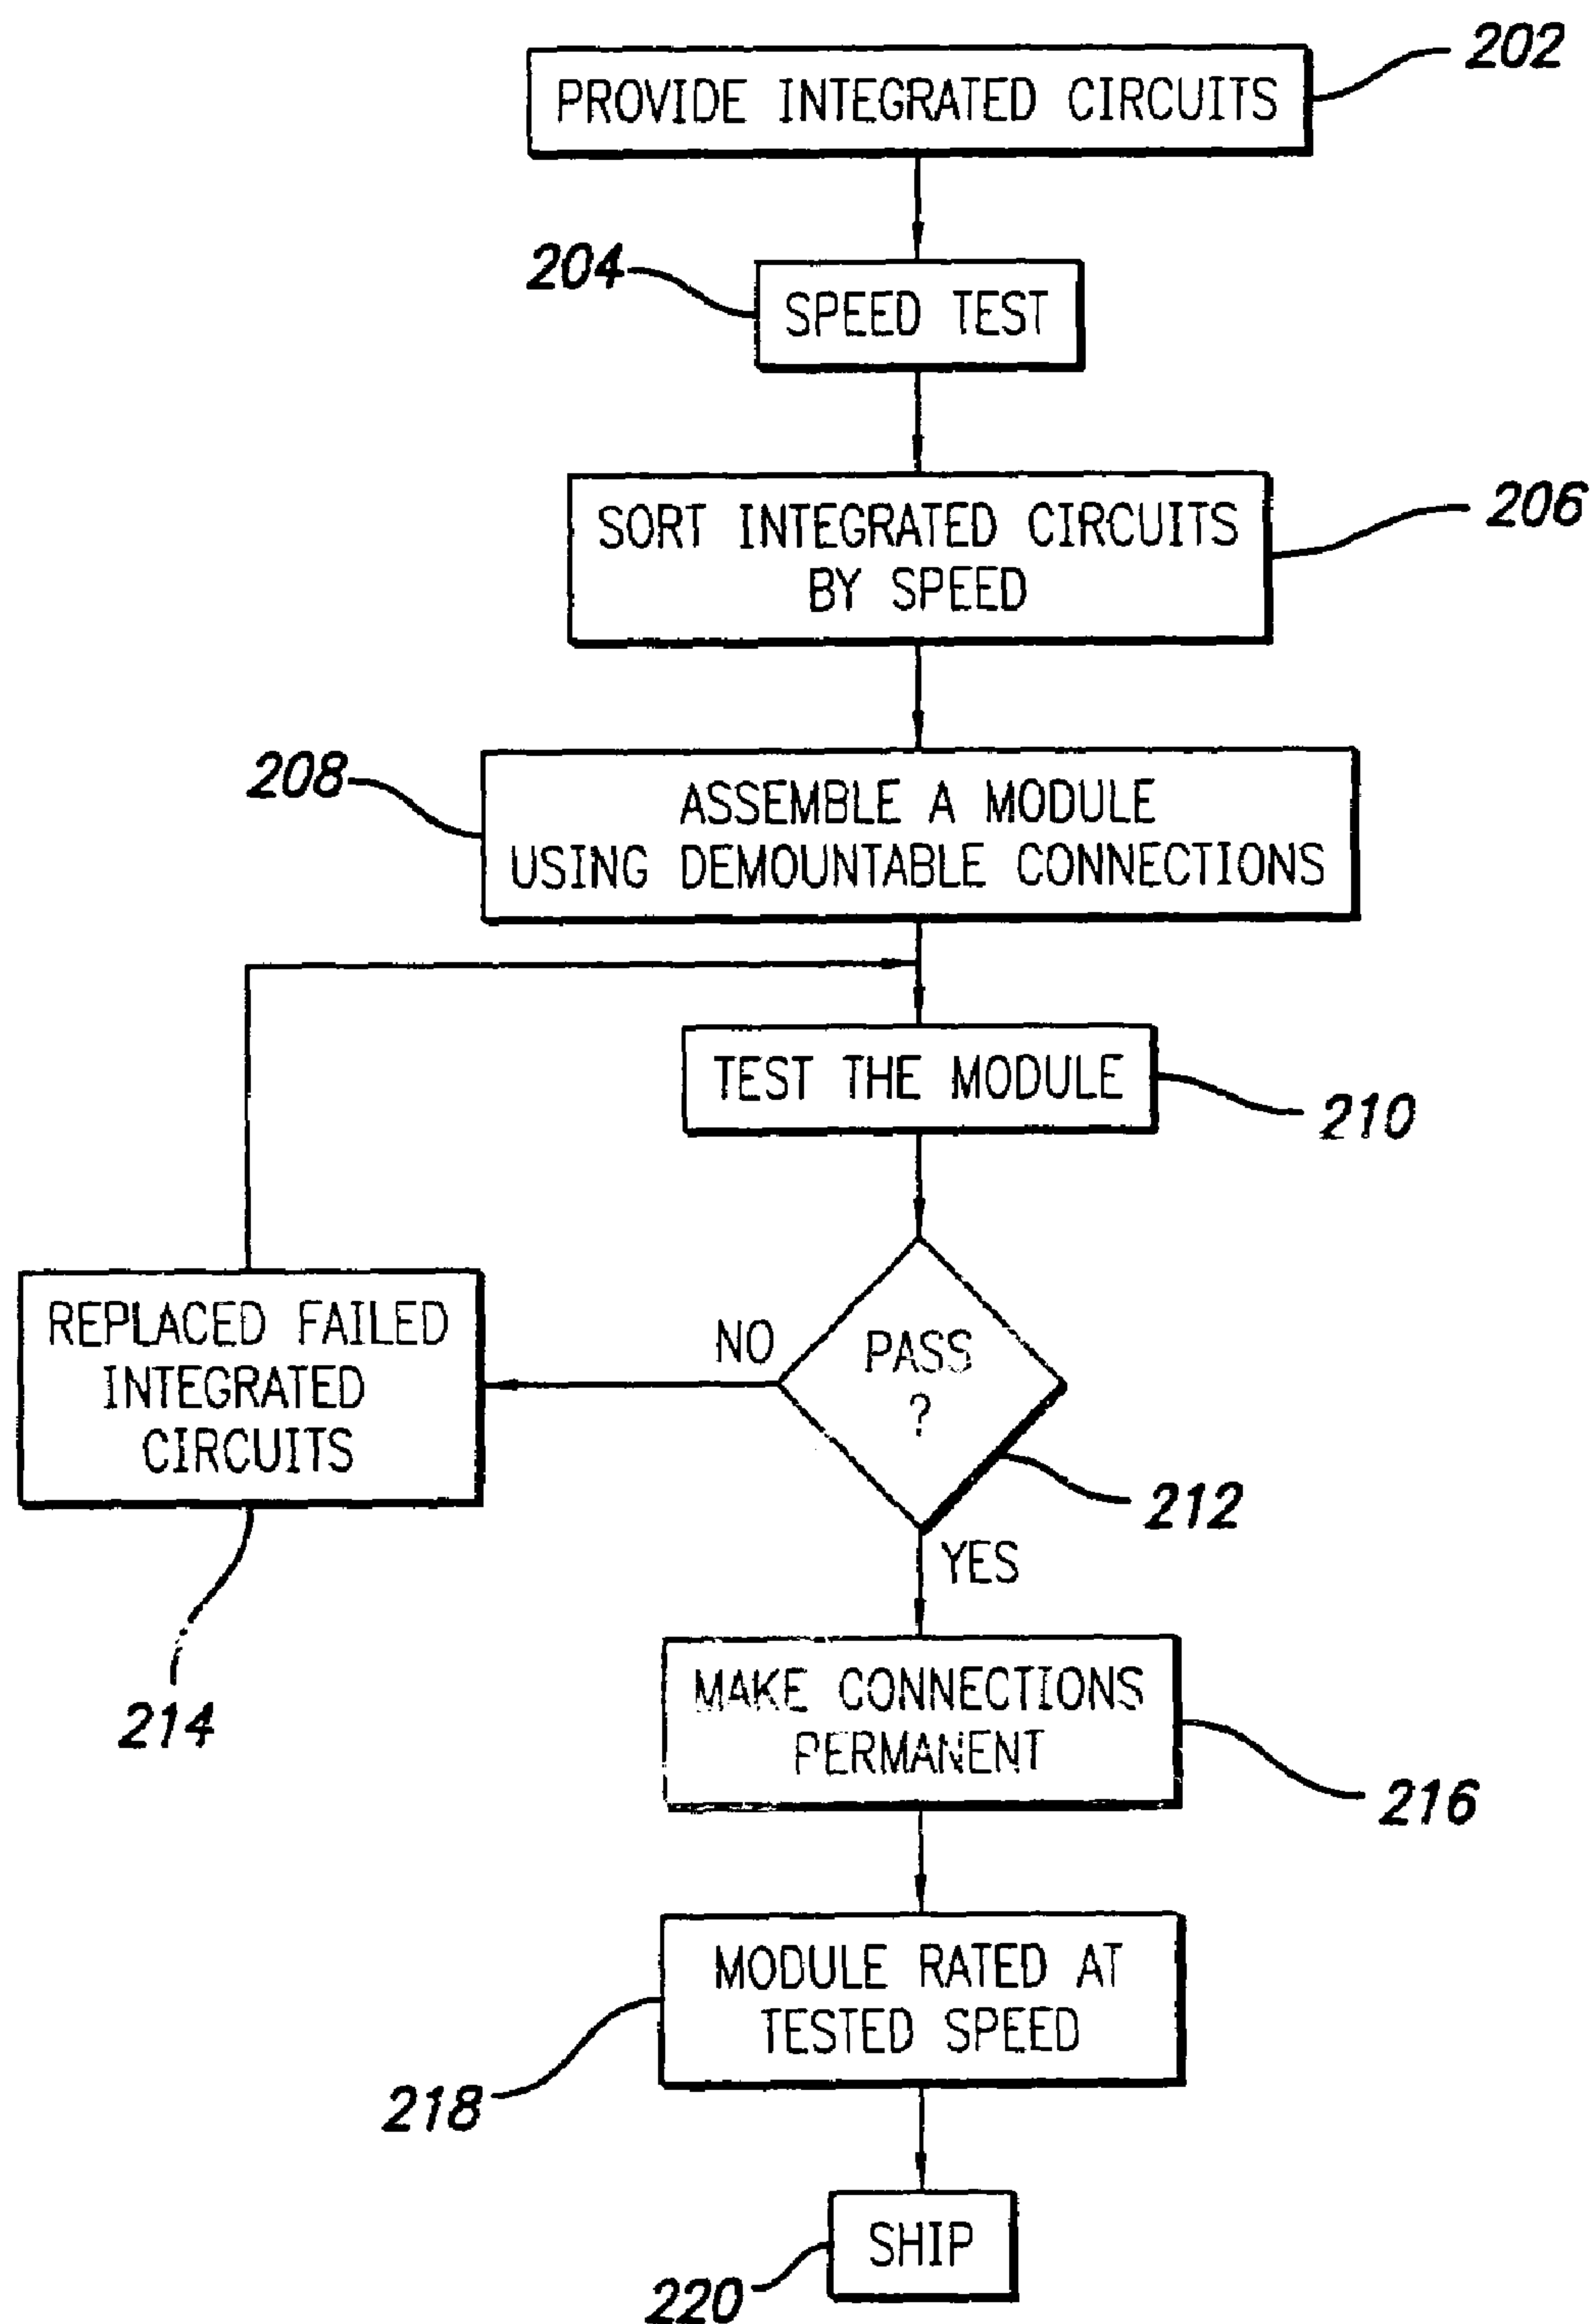 202
PROVIDE INTEGRATED CIRCUITS
204
SPEED TEST
206
SORT INTEGRATED CIRCUITS
BY SPEED
208
ASSEMBLE A MODULE
USING DEMOUNTABLE CONNECTIONS
TEST THE MODULE
210
REPLACED FAILED
INTEGRATED
CIRCUITS
NO
PASS
?
212
YES
214
MAKE CONNECTIONS
PERMANENT
216
MODULE RATED AT
TESTED SPEED
218
SHIP
220